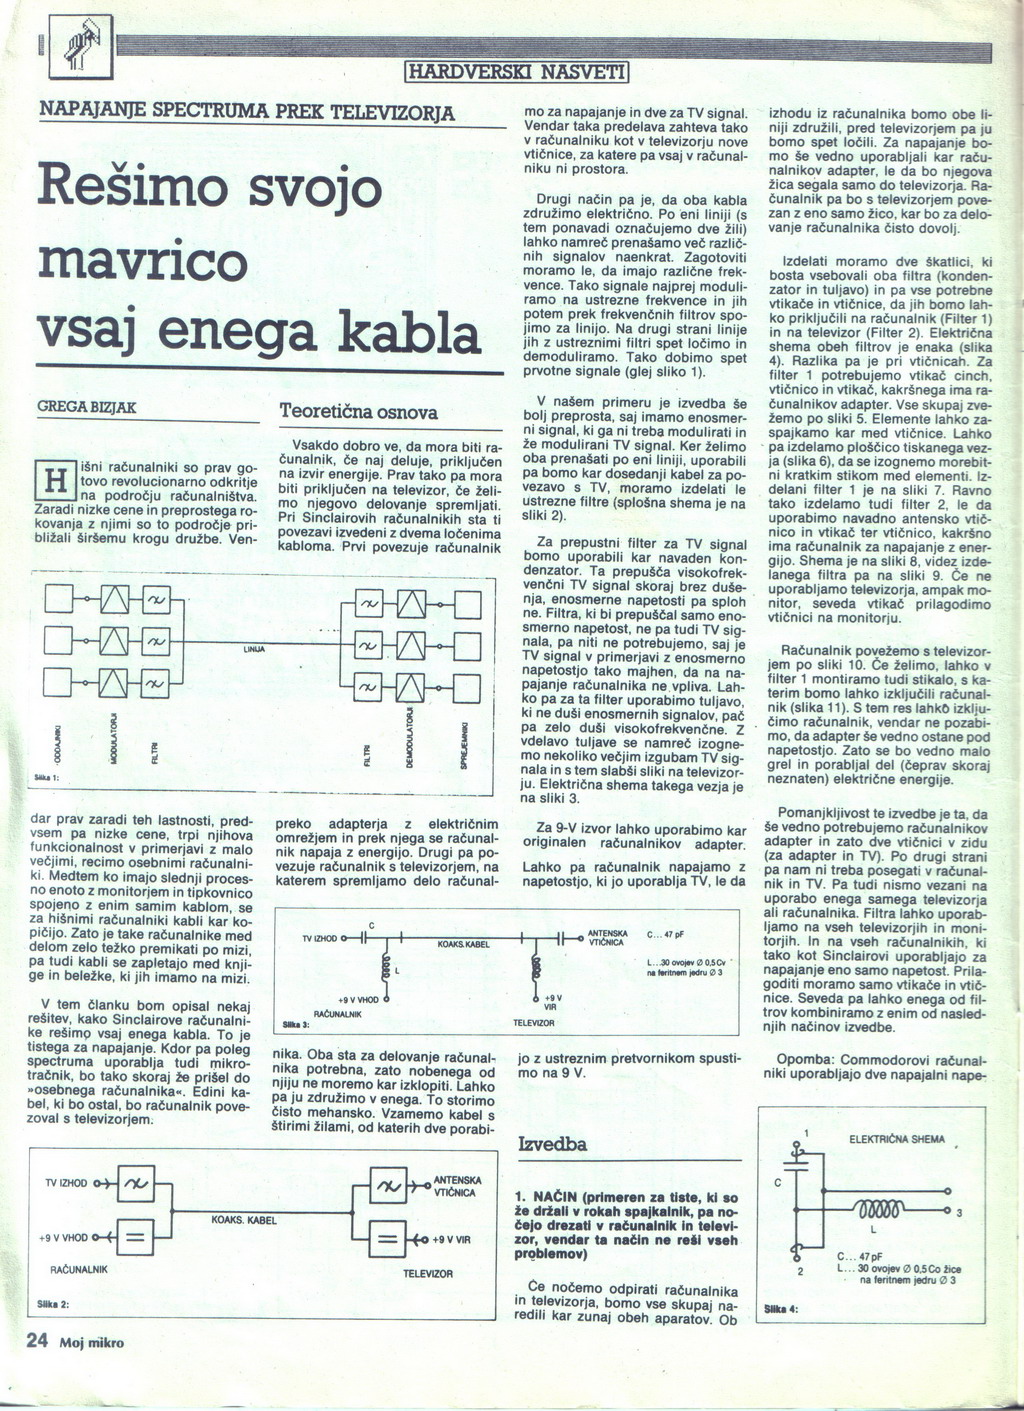 HARDVERSKI NASVETI
NAPAJANJE SPECTRUMA PREK TELEVIZORJA
Rešimo svojo
mavrico
vsaj enega kabla
GREGA BIZJAK
Hišni računalniki so prav go-
tovo revolucionarno odkritje
na področju računalništva.
Zaradi nizke cene in preprostega ro-
kovanja z njimi so to področje pri-
bližali širšemu krogu družbe. Ven-
Teoretična osnova
Vsakdo dobro ve, da mora biti ra-
čunalnik, če naj deluje, priključen
na izvir energije. Prav tako pa mora
biti priključen na televizor, če želi-
mo njegovo delovanje spremljati.
Pri Sinclairovih računalnikih sta ti
povezavi izvedeni z dvema ločenima
kabloma. Prvi povezuje računalnik
LINIJA
ODDAJNIKI
MODULATORJI
FILTRI
FILTRI
DEMODULATORJI
SPREJEMNIKI
Slika 1:
dar prav zaradi teh lastnosti, pred-
vsem pa nizke cene, trpi njihova
funkcionalnost v primerjavi z malo
večjimi, recimo osebnimi računalni-
ki. Medtem ko imajo slednji proces-
no enoto z monitorjem in tipkovnico
spojeno z enim samim kablom, se
za hišnimi računalniki kabli kar ko-
pičijo. Zato je take računalnike med
delom zelo težko premikati po mizi,
pa tudi kabli se zapletajo med knji-
ge in beležke, ki jih imamo na mizi.
V tem članku bom opisal nekaj
rešitev, kako Sinclairove računalni-
ke rešimo vsaj enega kabla. To je
tistega za napajanje. Kdor pa poleg
spectruma uporablja tudi mikro-
tračnik, bo tako skoraj že prišel do
»osebnega računalnika«. Edini ka-
bel, ki bo ostal, bo računalnik pove-
zoval s televizorjem.
preko adapterja z električnim
omrežjem in prek njega se računal-
nik napaja z energijo. Drugi pa po-
vezuje računalnik s televizorjem, na
katerem spremljamo delo računal-
TV IZHOD
C
KOAKS.KABEL
L
+9 V VHOD
RAČUNALNIK
Slika 3:
ANTENSKA
VTIČNICA
+9 V
VIR
TELEVIZOR
C... 47 pF
L...30 ovojev Ø 0,5Cv
na feritnem jedru Ø 3
nika. Oba sta za delovanje računal-
nika potrebna, zato nobenega od
njiju ne moremo kar izklopiti. Lahko
pa ju združimo v enega. To storimo
čisto mehansko. Vzamemo kabel s
štirimi žilami, od katerih dve porabi-
TV IZHOD
+9 V VHOD
RAČUNALNIK
KOAKS. KABEL
ANTENSKA
VTIČNICA
+9 V VIR
TELEVIZOR
Slika 2:
mo za napajanje in dve za TV signal.
Vendar taka predelava zahteva tako
v računalniku kot v televizorju nove
vtičnice, za katere pa vsaj v računal-
niku ni prostora.
Drugi način pa je, da oba kabla
združimo električno. Po eni liniji (s
tem ponavadi označujemo dve žili)
lahko namreč prenašamo več različ-
nih signalov naenkrat. Zagotoviti
moramo le, da imajo različne frek-
vence. Tako signale najprej moduli-
ramo na ustrezne frekvence in jih
potem prek frekvenčnih filtrov spo-
jimo za linijo. Na drugi strani linije
jih z ustreznimi filtri spet ločimo in
demoduliramo. Tako dobimo spet
prvotne signale (glej sliko 1).
V našem primeru je izvedba še
bolj preprosta, saj imamo enosmer-
ni signal, ki ga ni treba modulirati in
že modulirani TV signal. Ker želimo
oba prenašati po eni liniji, uporabili
pa bomo kar dosedanji kabel za po-
vezavo s TV, moramo izdelati le
ustrezne filtre (splošna shema je na
sliki 2).
Za prepustni filter za TV signal
bomo uporabili kar navaden kon-
denzator. Ta prepušča visokofrek-
venčni TV signal skoraj brez duše-
nja, enosmerne napetosti pa sploh
ne. Filtra, ki bi prepuščal samo eno-
smerno napetost, ne pa tudi TV sig-
nala, pa niti ne potrebujemo, saj je
TV signal v primerjavi z enosmerno
napetostjo tako majhen, da na na-
pajanje računalnika ne vpliva. Lah-
ko pa za ta filter uporabimo tuljavo,
ki ne duši enosmernih signalov, pač
pa zelo duši visokofrekvenčne. Z
vdelavo tuljave se namreč izogne-
mo nekoliko večjim izgubam TV sig-
nala in s tem slabši sliki na televizor-
ju. Električna shema takega vezja je
na sliki 3.
Za 9-V izvor lahko uporabimo kar
originalen računalnikov adapter.
Lahko pa računalnik napajamo z
napetostjo, ki jo uporablja TV, le da
jo z ustreznim pretvornikom spusti-
mo na 9 V.
Izvedba
1. NAČIN (primeren za tiste, ki so
že držali v rokah spajkalnik, pa no-
čejo drezati v računalnik in televi-
zor, vendar ta način ne reši vseh
problemov)
Če nočemo odpirati računalnika
in televizorja, bomo vse skupaj na-
redili kar zunaj obeh aparatov. Ob
izhodu iz računalnika bomo obe li-
niji združili, pred televizorjem pa ju
bomo spet ločili. Za napajanje bo-
mo še vedno uporabljali kar raču-
nalnikov adapter, le da bo njegova
žica segala samo do televizorja. Ra-
čunalnik pa bo s televizorjem pove-
zan z eno samo žico, kar bo za delo-
vanje računalnika čisto dovolj.
Izdelati moramo dve škatlici, ki
bosta vsebovali oba filtra (konden-
zator in tuljavo) in pa vse potrebne
vtikače in vtičnice, da jih bomo lah-
ko priključili na računalnik (Filter 1)
in na televizor (Filter 2). Električna
shema obeh filtrov je enaka (slika
4). Razlika pa je pri vtičnicah. Za
filter 1 potrebujemo vtikač cinch,
vtičnico in vtikač, kakršnega ima ra-
čunalnikov adapter. Vse skupaj zve-
žemo po sliki 5. Elemente lahko za-
spajkamo kar med vtičnice. Lahko
pa izdelamo ploščico tiskanega vez-
ja (slika 6), da se izognemo morebit-
ni kratkim stikom med elementi. Iz-
delani filter 1 je na sliki 7. Ravno
tako izdelamo tudi filter 2, le da
uporabimo navadno antensko vtič-
nico in vtikač ter vtičnico, kakršno
ima računalnik za napajanje z ener-
gijo. Shema je na sliki 8, videz izde-
lanega filtra pa na sliki 9. Če ne
uporabljamo televizorja, ampak mo-
nitor, seveda vtikač prilagodimo
vtičnici na monitorju.
Računalnik povežemo s televizor-
jem po sliki 10. Če želimo, lahko v
filter 1 montiramo tudi stikalo, s ka-
terim bomo lahko izključili računal-
nik (slika 11). S tem res lahko izklju-
čimo računalnik, vendar ne pozabi-
mo, da adapter še vedno ostane pod
napetostjo. Zato se bo vedno malo
grel in porabljal del (čeprav skoraj
neznaten) električne energije.
Pomanjkljivost te izvedbe je ta, da
še vedno potrebujemo računalnikov
adapter in zato dve vtičnici v zidu
(za adapter in TV). Po drugi strani
pa nam ni treba posegati v računal-
nik in TV. Pa tudi nismo vezani na
uporabo enega samega televizorja
ali računalnika. Filtra lahko uporab-
ljamo na vseh televizorjih in moni-
torjih. In na vseh računalnikih, ki
tako kot Sinclairovi uporabljajo za
napajanje eno samo napetost. Prila-
goditi moramo samo vtikače in vtič-
nice. Seveda pa lahko enega od fil-
trov kombiniramo z enim od nasled-
njih načinov izvedbe.
Opomba: Commodorovi računal-
niki uporabljajo dve napajalni nape-
1
ELEKTRIČNA SHEMA
C
3
L
2
C... 47pF
L... 30 ovojev Ø 0,5 Co žice
na feritnem jedru Ø 3
Slika 4:
24 Moj mikro